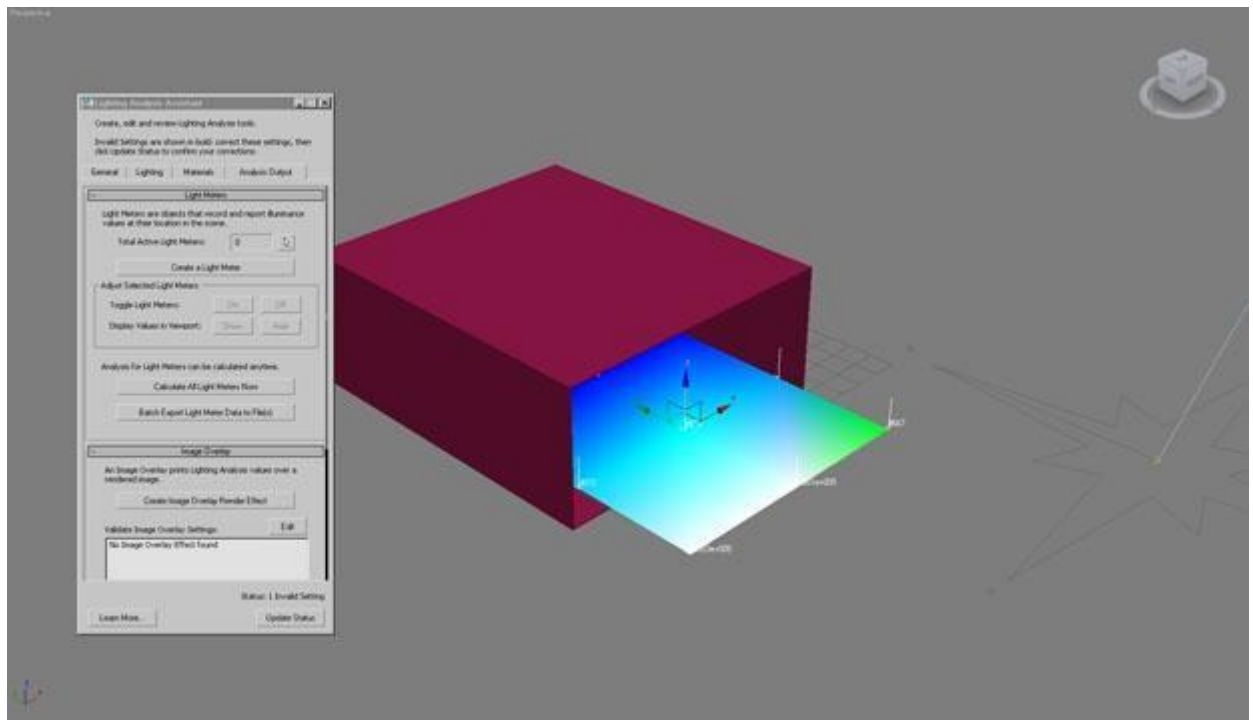 Perspective
Lighting Analysis Assistant
Create, edit and review Lighting Analysis tools.
Invalid Settings are shown in bold: correct these settings, then
click Update Status to confirm your corrections.
General Lighting Materials Analysis Output
Light Meters
Light Meters are objects that record and report illuminance
values at their location in the scene.
Total Active Light Meters: 0
Create a Light Meter
Adjust Selected Light Meters
Toggle Light Meters: On Off
Display Values in Viewport: Show Hide
Analysis for Light Meters can be calculated anytime.
Calculate All Light Meters Now
Batch Export Light Meter Data to File(s)
Image Overlay
An Image Overlay prints Lighting Analysis values over a
rendered image.
Create Image Overlay Render Effect
Validate Image Overlay Settings: Edit
No Image Overlay Effect found
Status: 1 Invalid Setting
Learn More... Update Status